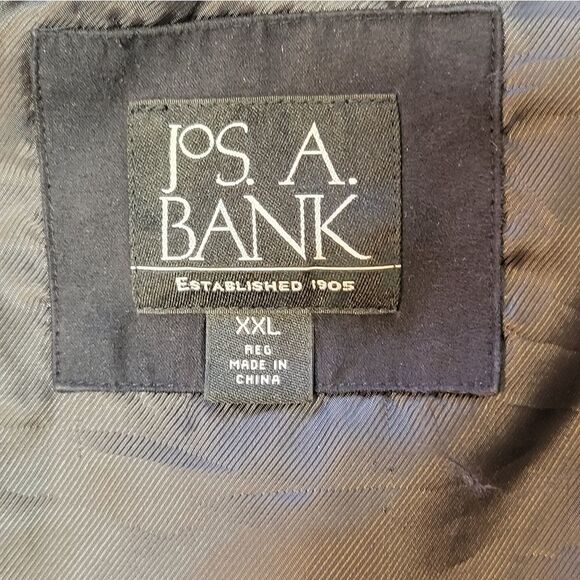 JOS. A.
BANK
ESTABLISHED 1905
XXL
REG
MADE IN
CHINA